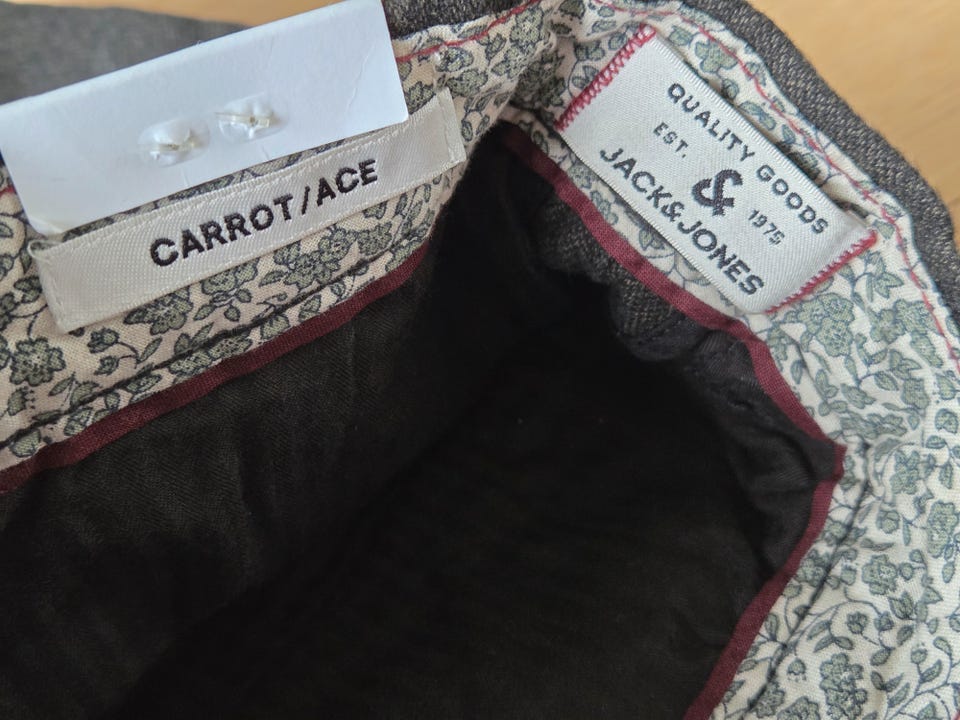 CARROT/ACE
QUALITY GOODS
EST. & 1975
JACK&JONES